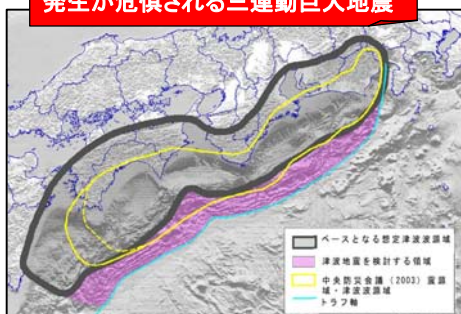 発生が危惧される三連動巨大地震
ベースとなる想定津波波源域
津波地震を検討する領域
中央防災会議（2003）震源
域・津波波源域
トラフ軸